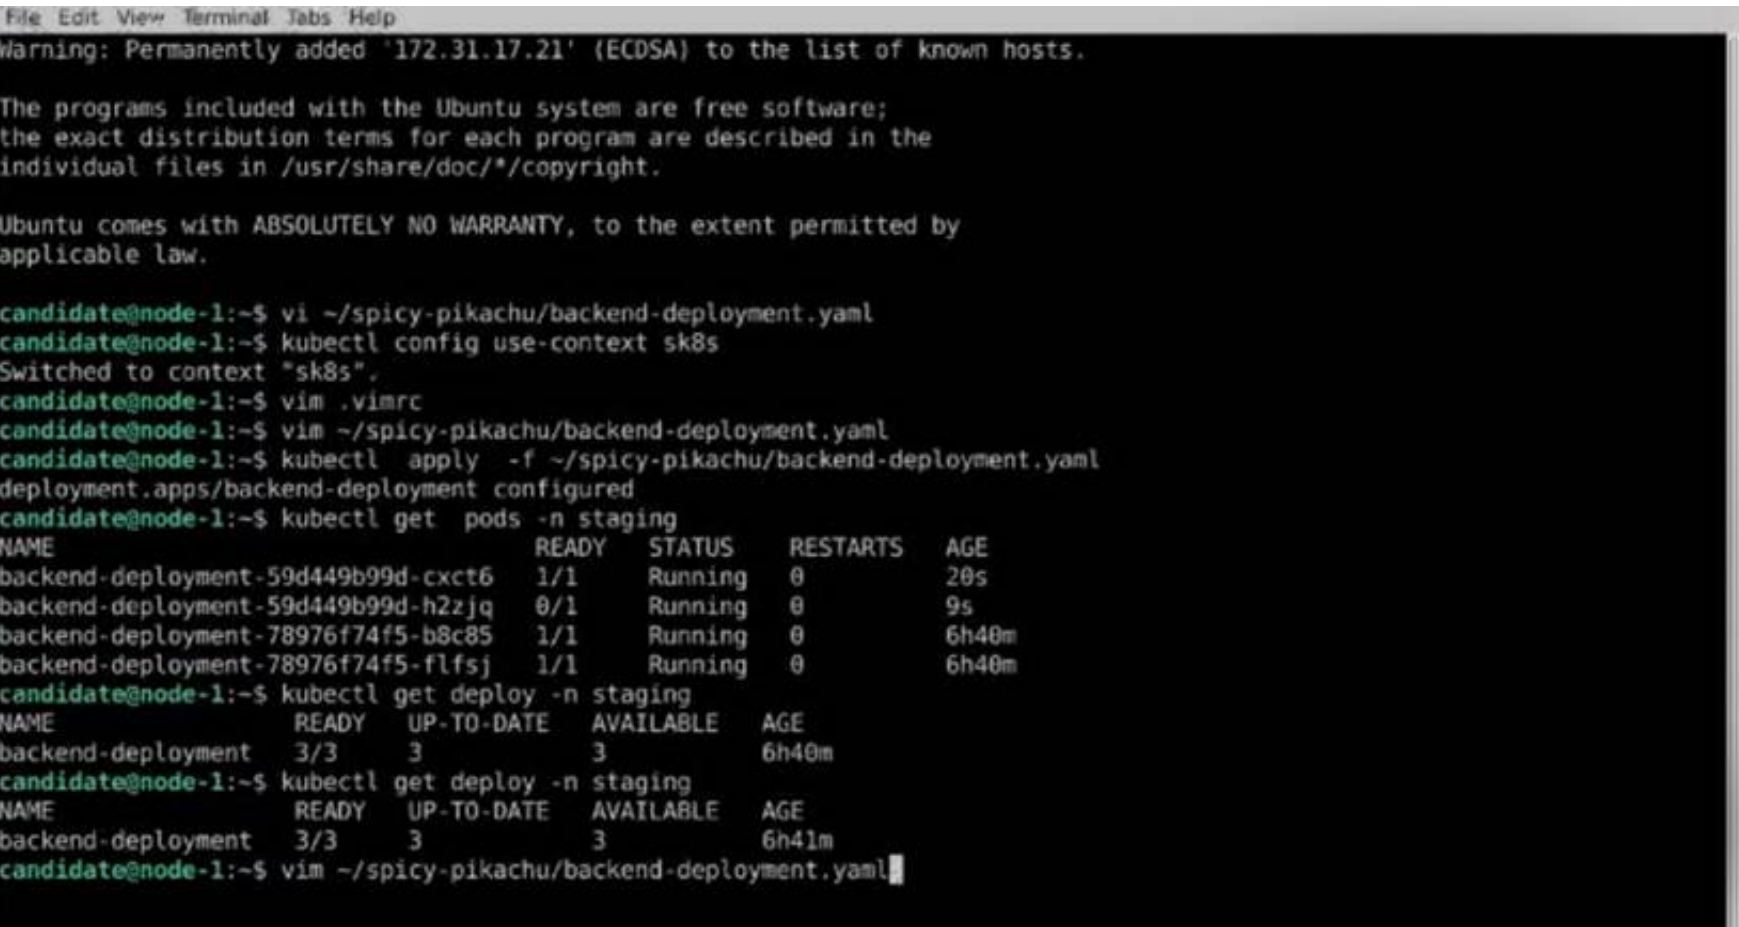 File Edit View Terminal Tabs Help
Warning: Permanently added '172.31.17.21' (ECDSA) to the list of known hosts.
The programs included with the Ubuntu system are free software;
the exact distribution terms for each program are described in the
individual files in /usr/share/doc/*/copyright.
Ubuntu comes with ABSOLUTELY NO WARRANTY, to the extent permitted by
applicable law.
candidate@node-1:~$ vi ~/spicy-pikachu/backend-deployment.yaml
candidate@node-1:~$ kubectl config use-context sk8s
Switched to context "sk8s".
candidate@node-1:~$ vim .vimrc
candidate@node-1:~$ vim ~/spicy-pikachu/backend-deployment.yaml
candidate@node-1:~$ kubectl  apply  -f ~/spicy-pikachu/backend-deployment.yaml
deployment.apps/backend-deployment configured
candidate@node-1:~$ kubectl get  pods -n staging
NAME                                  READY   STATUS    RESTARTS   AGE
backend-deployment-59d449b99d-cxct6   1/1     Running   0          20s
backend-deployment-59d449b99d-h2zjq   0/1     Running   0          9s
backend-deployment-78976f74f5-b8c85   1/1     Running   0          6h40m
backend-deployment-78976f74f5-flfsj   1/1     Running   0          6h40m
candidate@node-1:~$ kubectl get deploy -n staging
NAME                 READY   UP-TO-DATE   AVAILABLE   AGE
backend-deployment   3/3     3            3           6h40m
candidate@node-1:~$ kubectl get deploy -n staging
NAME                 READY   UP-TO-DATE   AVAILABLE   AGE
backend-deployment   3/3     3            3           6h41m
candidate@node-1:~$ vim ~/spicy-pikachu/backend-deployment.yaml